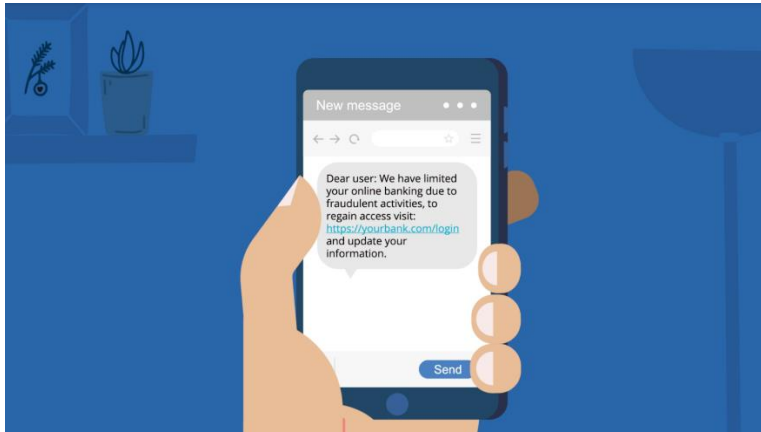 New message
Dear user: We have limited
your online banking due to
fraudulent activities, to
regain access visit:
https://yourbank.com/login
and update your
information.
Send